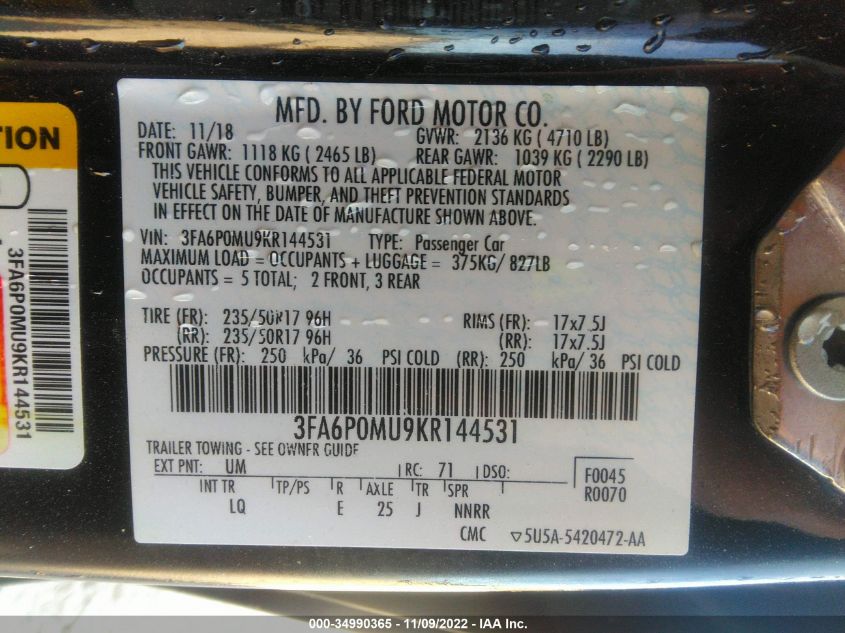 MFD. BY FORD MOTOR CO.
DATE: 11/18 GVWR: 2136 KG ( 4710 LB)
FRONT GAWR: 1118 KG ( 2465 LB) REAR GAWR: 1039 KG ( 2290 LB)
THIS VEHICLE CONFORMS TO ALL APPLICABLE FEDERAL MOTOR
VEHICLE SAFETY, BUMPER, AND THEFT PREVENTION STANDARDS
IN EFFECT ON THE DATE OF MANUFACTURE SHOWN ABOVE.
VIN: 3FA6P0MU9KR144531 TYPE: Passenger Car
MAXIMUM LOAD = OCCUPANTS + LUGGAGE = 375KG/ 827LB
OCCUPANTS = 5 TOTAL; 2 FRONT, 3 REAR
TIRE (FR): 235/50R17 96H RIMS (FR): 17x7.5J
(RR): 235/50R17 96H (RR): 17x7.5J
PRESSURE (FR): 250 kPa/ 36 PSI COLD (RR): 250 kPa/ 36 PSI COLD
3FA6P0MU9KR144531
TRAILER TOWING - SEE OWNER GUIDE
EXT PNT: UM RC: 71 DSO: F0045
INT TR TP/PS R AXLE TR SPR R0070
LQ E 25 J NNRR
CMC ▽5U5A-5420472-AA
TION
3FA6P0MU9KR144531
000-34990365 - 11/09/2022 - IAA Inc.